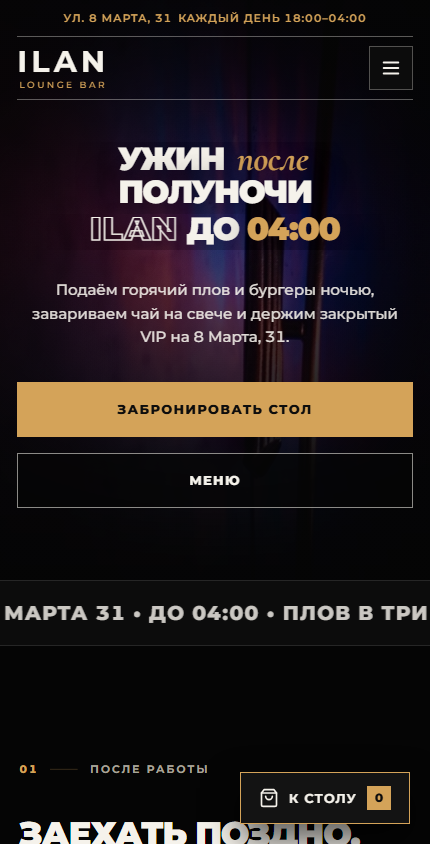 УЛ. 8 МАРТА, 31 КАЖДЫЙ ДЕНЬ 18:00–04:00
ILAN
LOUNGE BAR
УЖИН после
ПОЛУНОЧИ
ILAN ДО 04:00
Подаём горячий плов и бургеры ночью,
завариваем чай на свече и держим закрытый
VIP на 8 Марта, 31.
ЗАБРОНИРОВАТЬ СТОЛ
МЕНЮ
МАРТА 31 • ДО 04:00 • ПЛОВ В ТРИ
01 ПОСЛЕ РАБОТЫ
К СТОЛУ 0
ЗАЕХАТЬ ПОЗДНО.